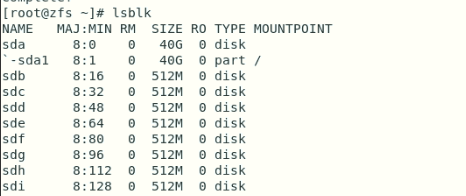 [root@zfs ~]# lsblk
NAME   MAJ:MIN RM  SIZE RO TYPE MOUNTPOINT
sda      8:0    0   40G  0 disk
`-sda1   8:1    0   40G  0 part /
sdb      8:16   0  512M  0 disk
sdc      8:32   0  512M  0 disk
sdd      8:48   0  512M  0 disk
sde      8:64   0  512M  0 disk
sdf      8:80   0  512M  0 disk
sdg      8:96   0  512M  0 disk
sdh      8:112  0  512M  0 disk
sdi      8:128  0  512M  0 disk